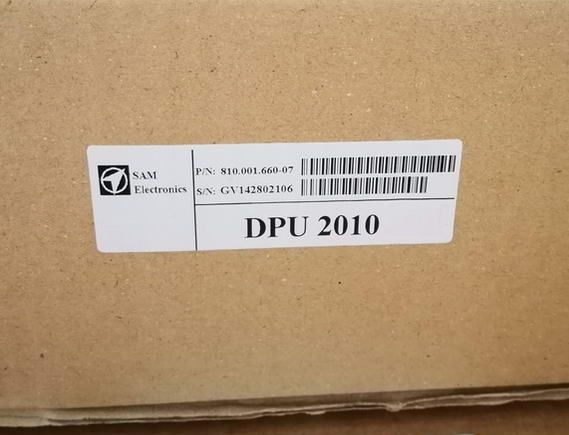 SAM
Electronics
P/N: 810.001.660-07
S/N: GV142802106
DPU 2010